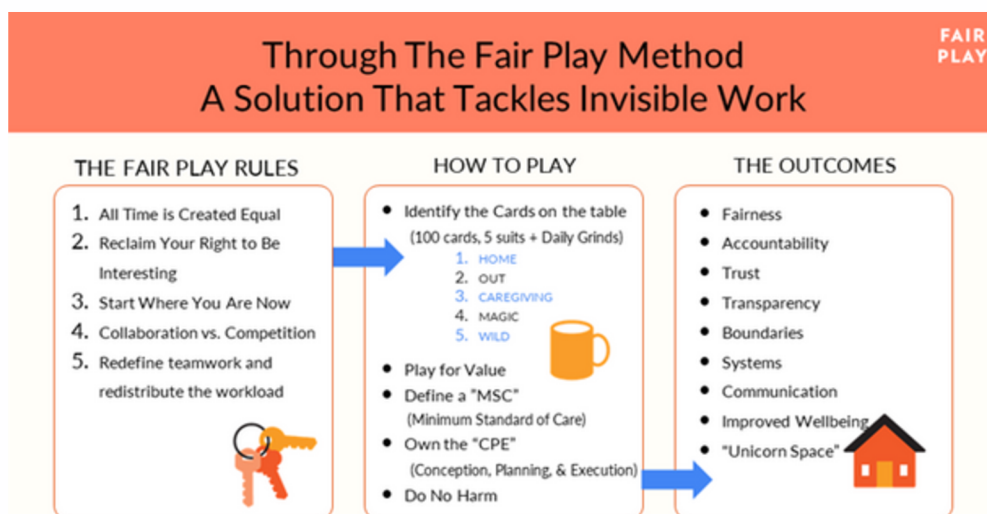 Through The Fair Play Method
A Solution That Tackles Invisible Work
FAIR
PLAY
THE FAIR PLAY RULES
1. All Time is Created Equal
2. Reclaim Your Right to Be
Interesting
3. Start Where You Are Now
4. Collaboration vs. Competition
5. Redefine teamwork and
redistribute the workload
HOW TO PLAY
• Identify the Cards on the table
(100 cards, 5 suits + Daily Grinds)
1. HOME
2. OUT
3. CAREGIVING
4. MAGIC
5. WILD
• Play for Value
• Define a "MSC"
(Minimum Standard of Care)
• Own the "CPE"
(Conception, Planning, & Execution)
• Do No Harm
THE OUTCOMES
• Fairness
• Accountability
• Trust
• Transparency
• Boundaries
• Systems
• Communication
• Improved Wellbeing
• "Unicorn Space"